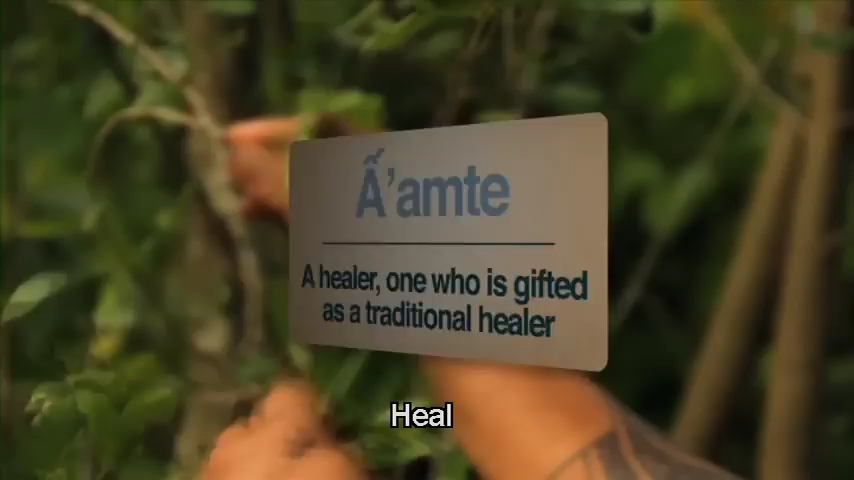 Ẫ'amte
A healer, one who is gifted
as a traditional healer
Heal